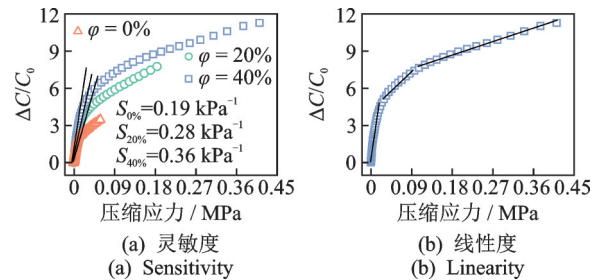 12
9
6
3
0
ΔC/C₀
φ = 0%
φ = 20%
φ = 40%
S₀%=0.19 kPa⁻¹
S₂₀%=0.28 kPa⁻¹
S₄₀%=0.36 kPa⁻¹
0 0.09 0.18 0.27 0.36 0.45
压缩应力 / MPa
(a) 灵敏度
(a) Sensitivity
12
9
6
3
0
ΔC/C₀
0 0.09 0.18 0.27 0.36 0.45
压缩应力 / MPa
(b) 线性度
(b) Linearity